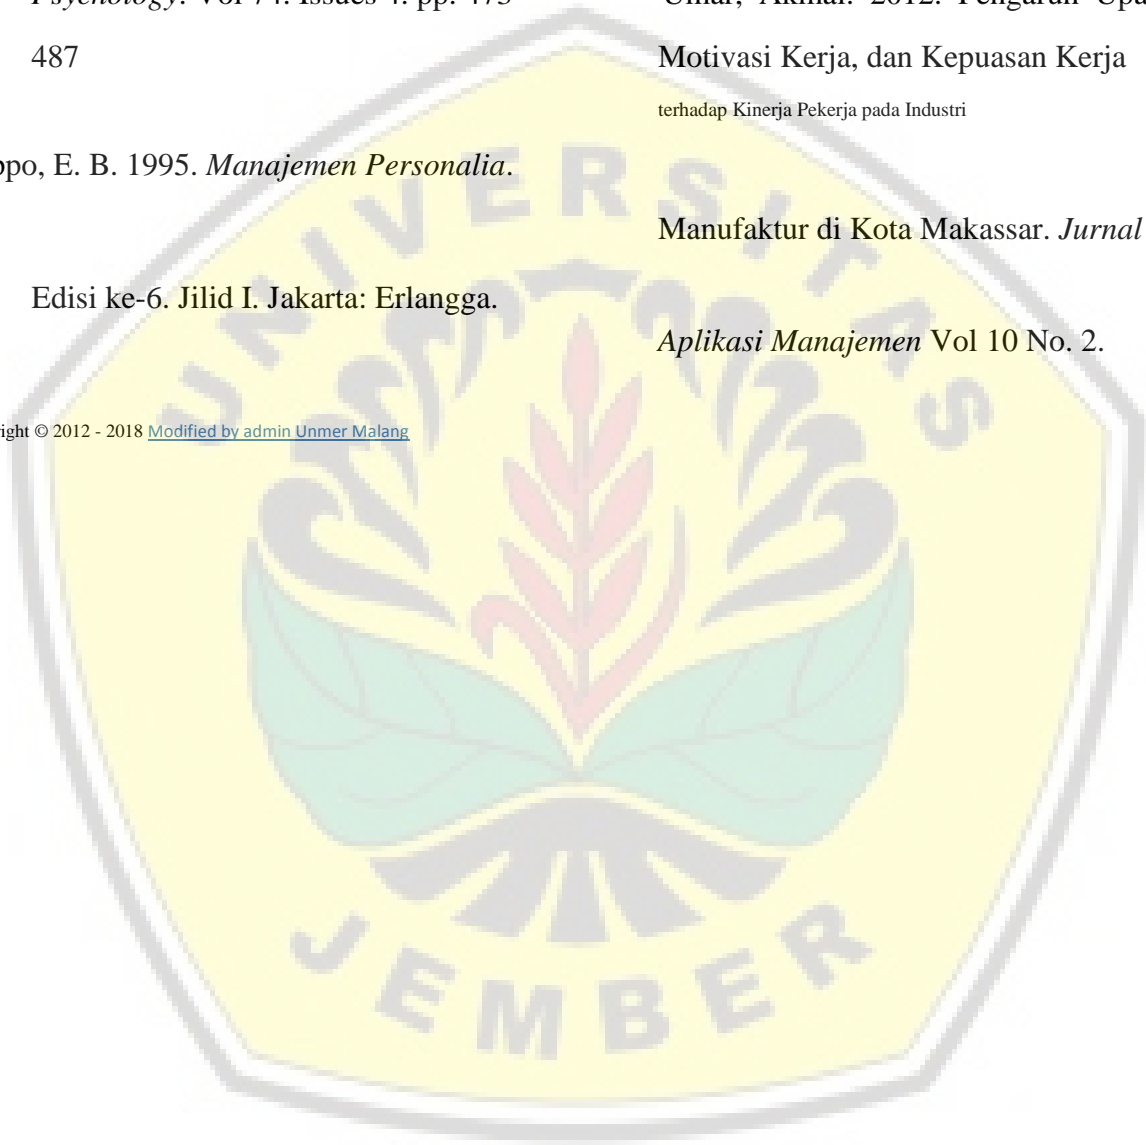 Psychology. Vol 74. Issues 4. pp. 473
487
ppo, E. B. 1995. Manajemen Personalia.
Edisi ke-6. Jilid I. Jakarta: Erlangga.
Umar, Akmal. 2012. Pengaruh Upa
Motivasi Kerja, dan Kepuasan Kerja
terhadap Kinerja Pekerja pada Industri
Manufaktur di Kota Makassar. Jurnal
Aplikasi Manajemen Vol 10 No. 2.
ight © 2012 - 2018 Modified by admin Unmer Malang
UNIVERSITAS
JEMBER